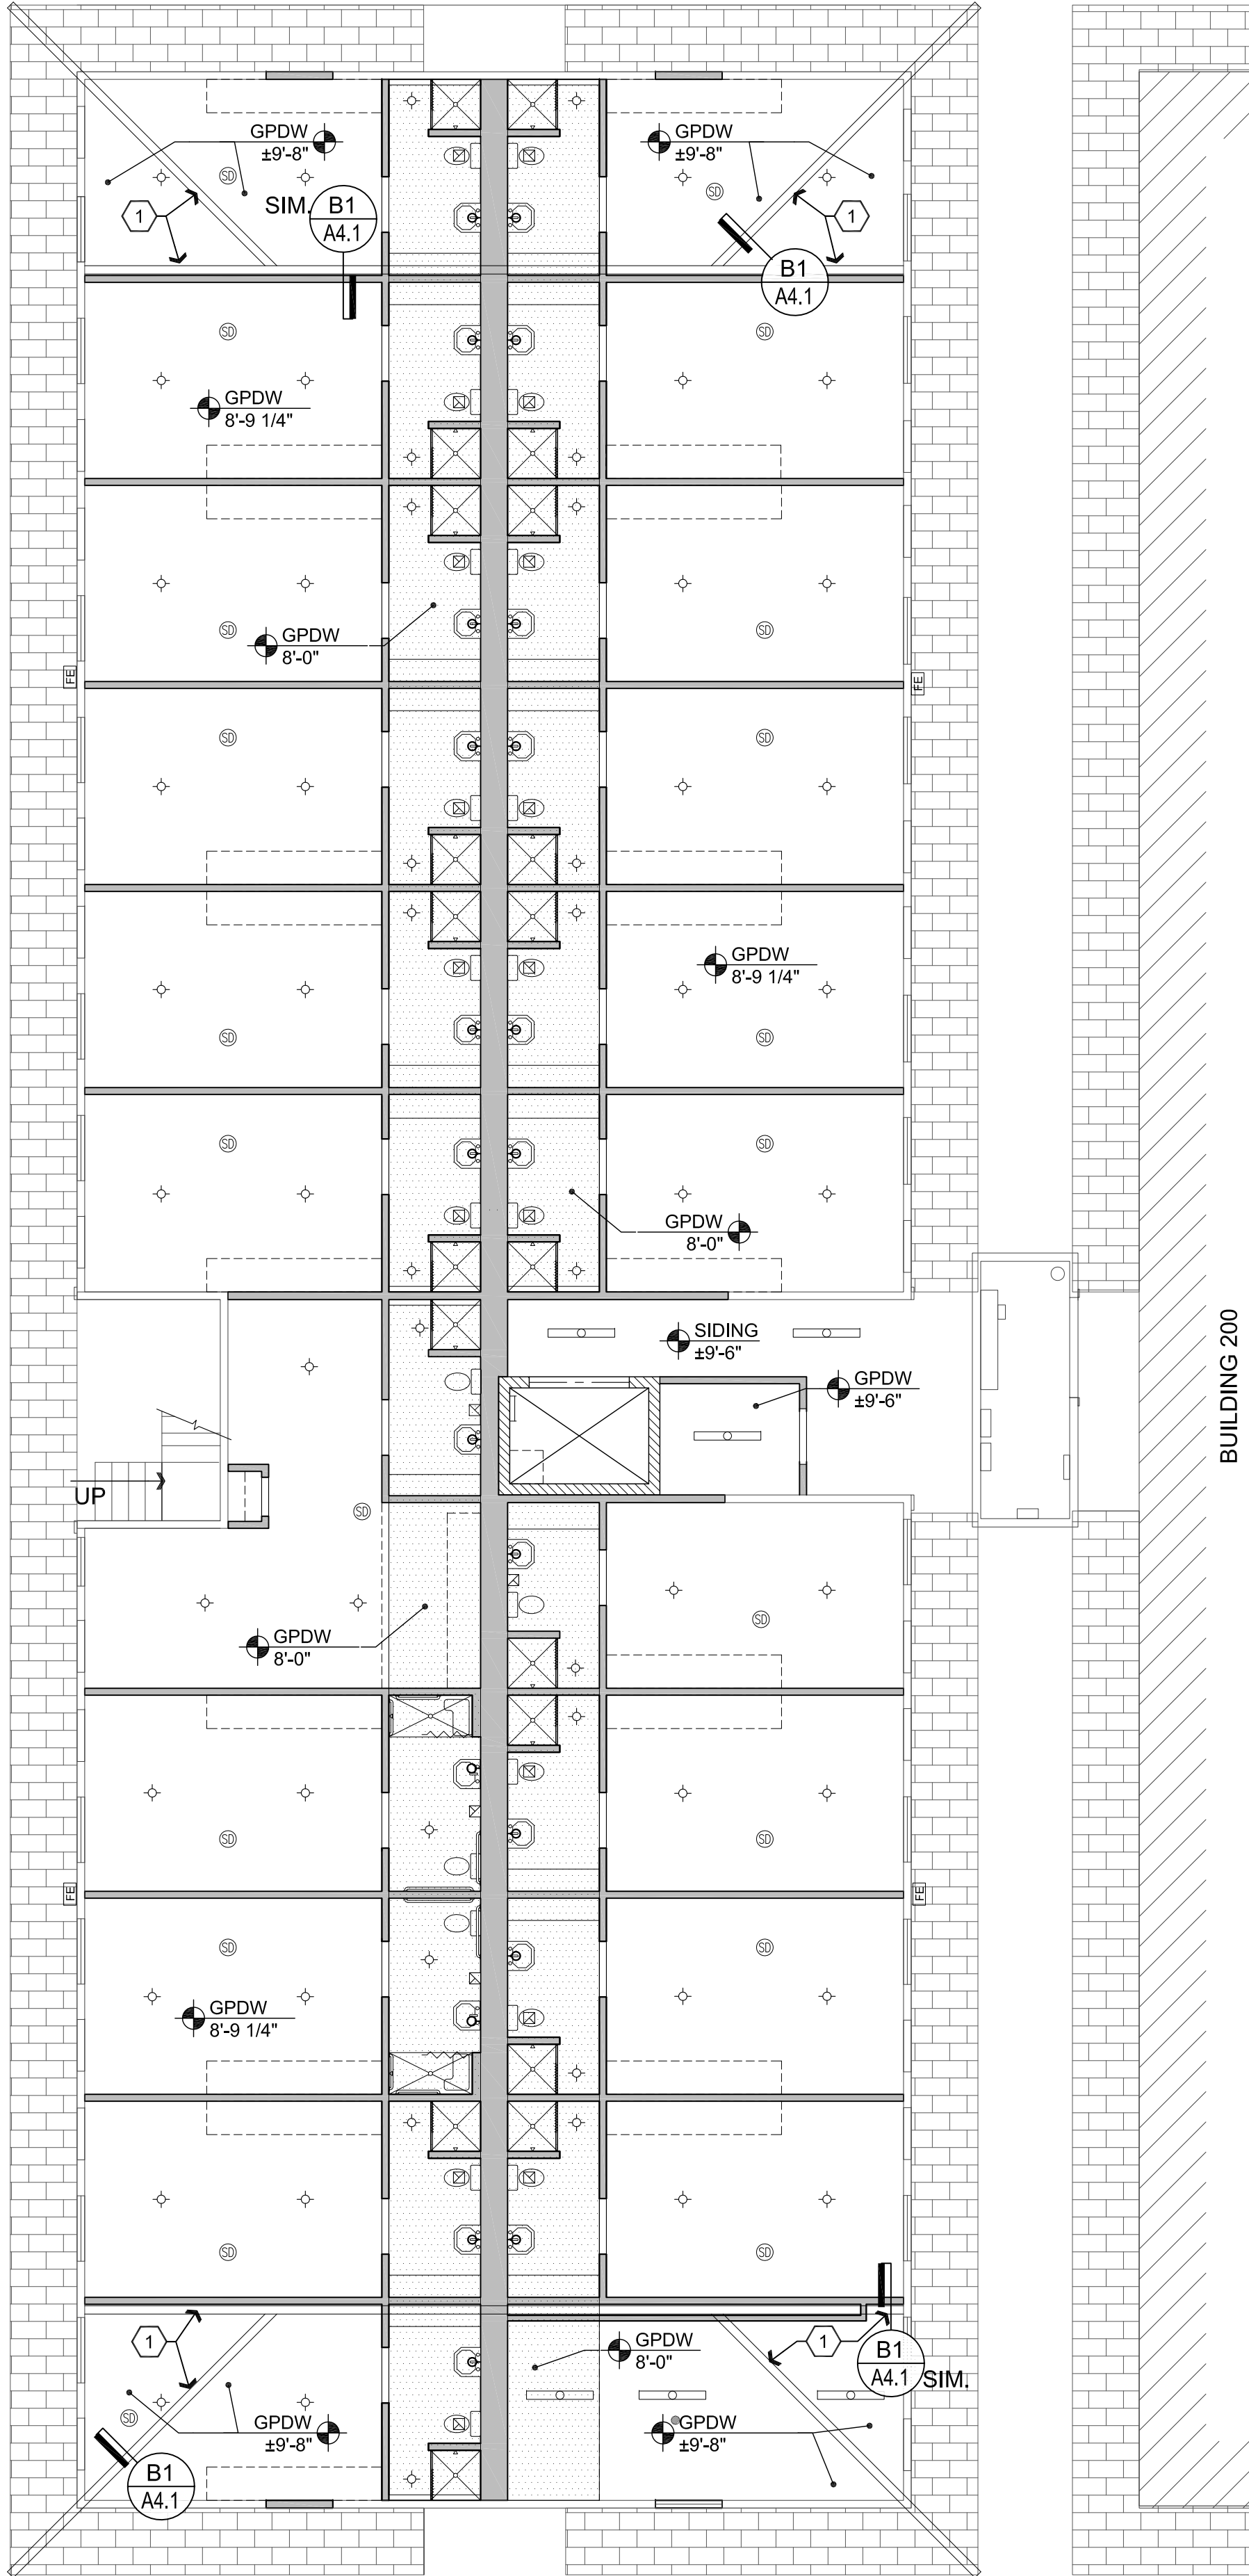 GPDW
±9'-8"
GPDW
±9'-8"
SD
SD
1
SIM.
B1
A4.1
1
B1
A4.1
SD
SD
GPDW
8'-9 1/4"
SD
SD
GPDW
8'-0"
FE
FE
SD
SD
GPDW
8'-9 1/4"
SD
SD
SD
SD
GPDW
8'-0"
SIDING
±9'-6"
GPDW
±9'-6"
BUILDING 200
UP
SD
SD
GPDW
8'-0"
SD
SD
FE
FE
SD
SD
GPDW
8'-9 1/4"
SD
SD
1
GPDW
8'-0"
1
B1
A4.1
SIM.
SD
GPDW
±9'-8"
GPDW
±9'-8"
B1
A4.1